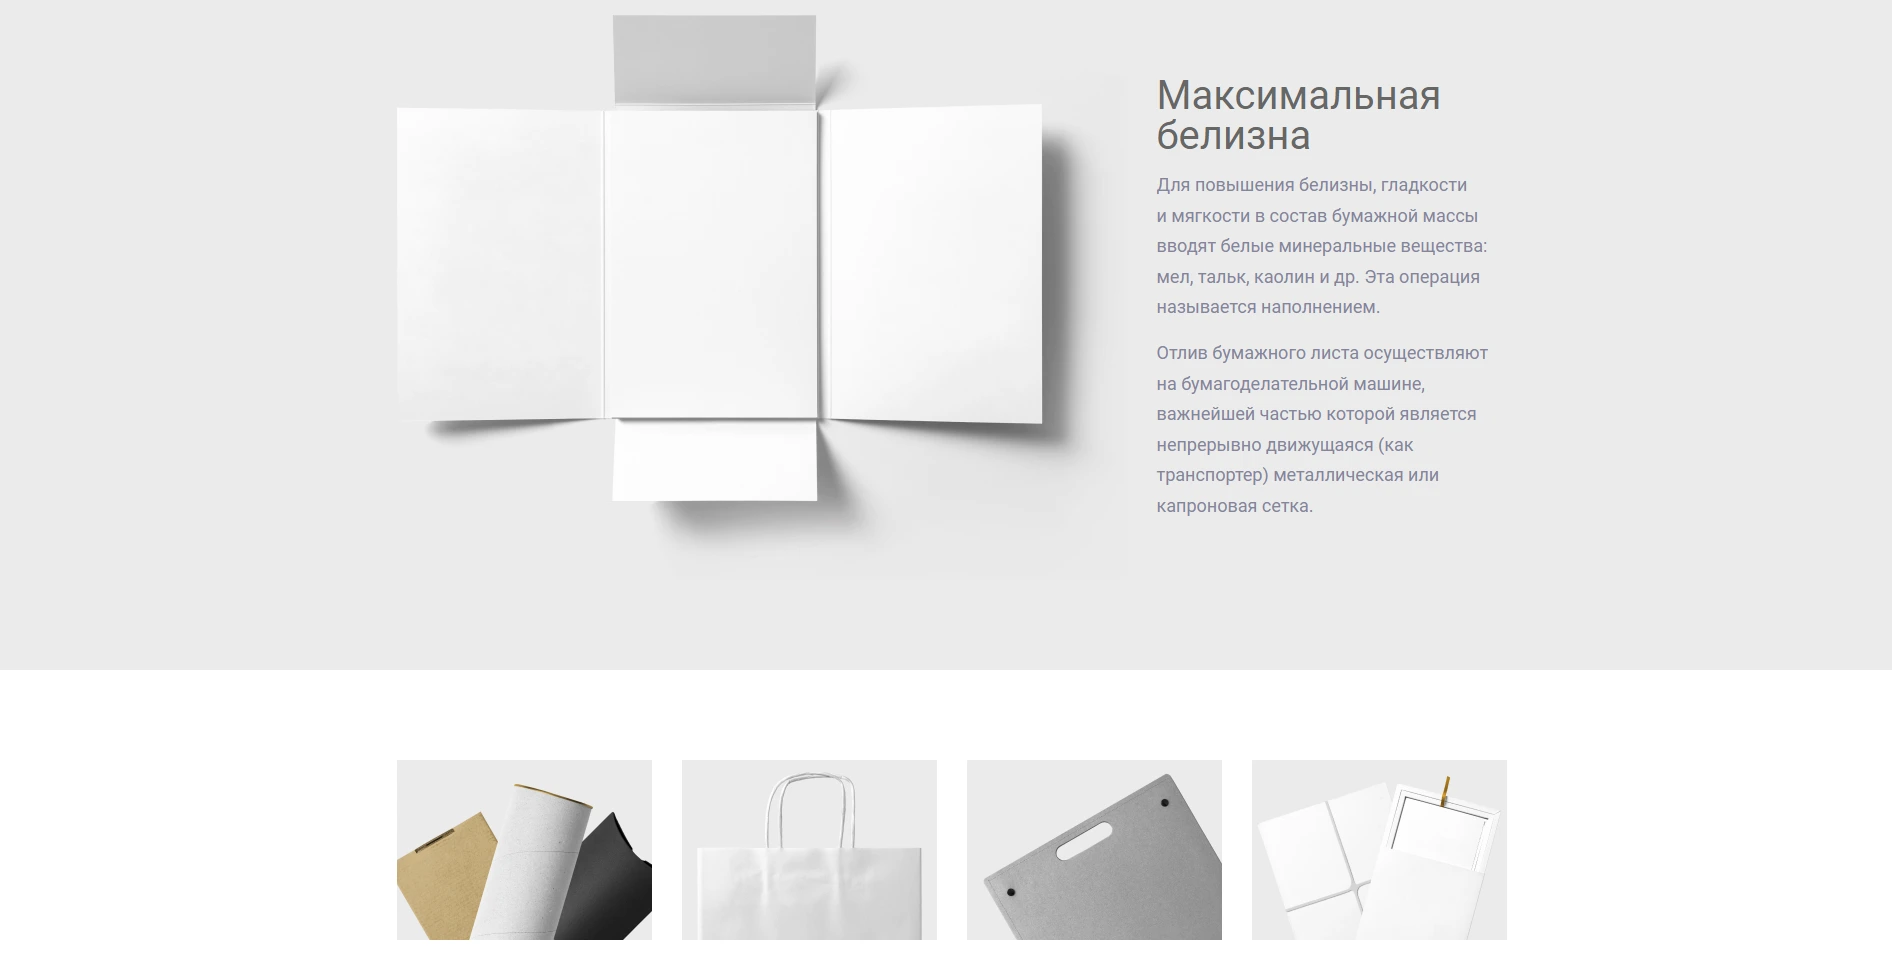 Максимальная
белизна
Для повышения белизны, гладкости
и мягкости в состав бумажной массы
вводят белые минеральные вещества:
мел, тальк, каолин и др. Эта операция
называется наполнением.
Отлив бумажного листа осуществляют
на бумагоделательной машине,
важнейшей частью которой является
непрерывно движущаяся (как
транспортер) металлическая или
капроновая сетка.